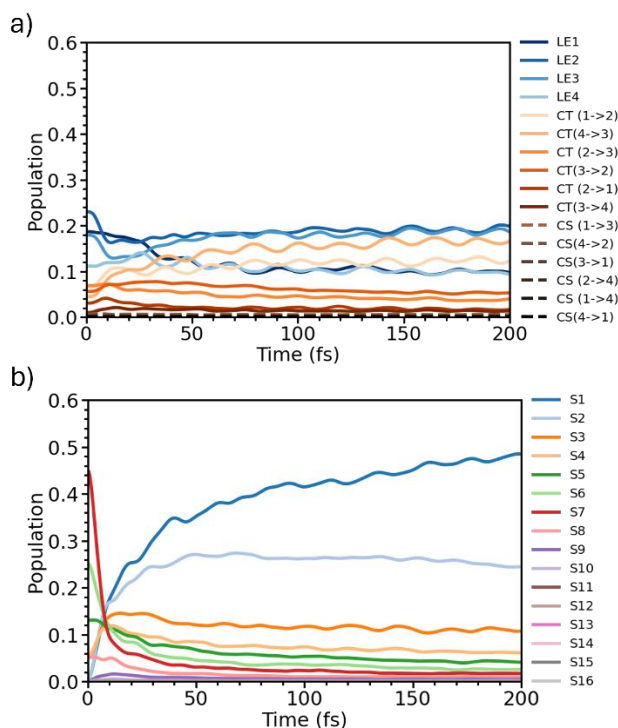 a)
0.6
0.5
0.4
0.3
0.2
0.1
0.0
Population
0
50
100
150
200
Time (fs)
LE1
LE2
LE3
LE4
CT (1->2)
CT(4->3)
CT (2->3)
CT(3->2)
CT (2->1)
CT(3->4)
CS (1->3)
CS(4->2)
CS(3->1)
CS (2->4)
CS (1->4)
CS(4->1)
b)
0.6
0.5
0.4
0.3
0.2
0.1
0.0
Population
0
50
100
150
200
Time (fs)
S1
S2
S3
S4
S5
S6
S7
S8
S9
S10
S11
S12
S13
S14
S15
S16